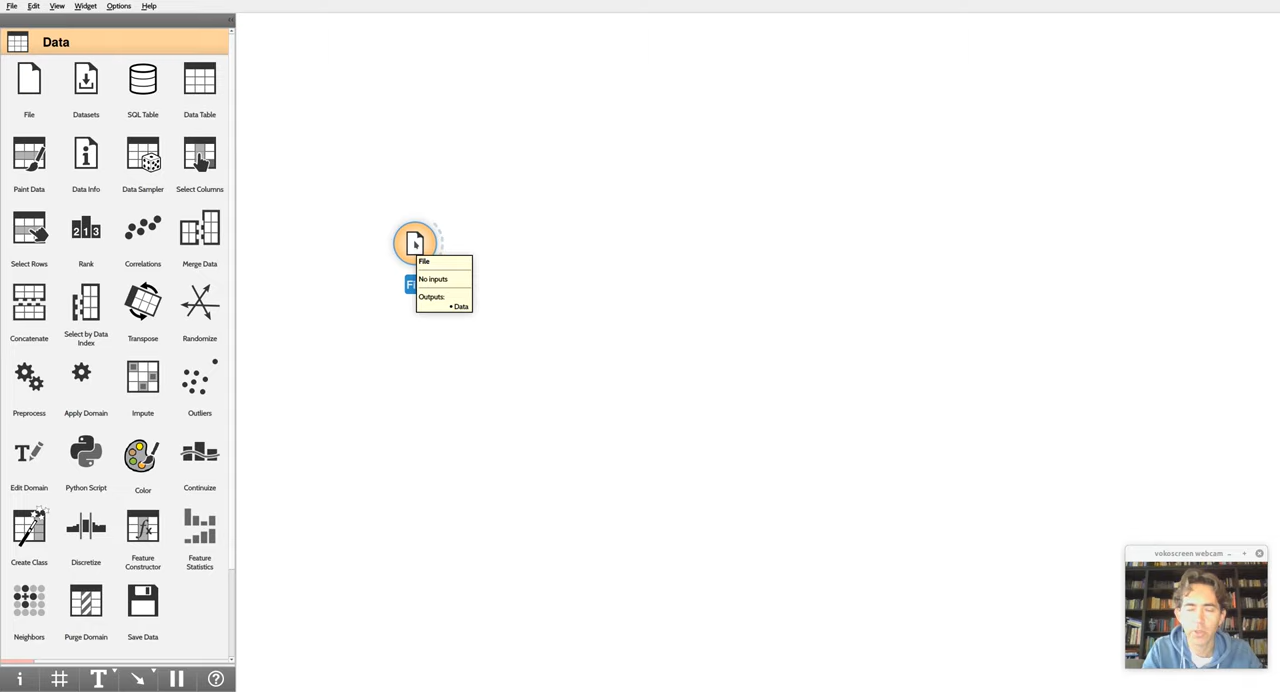 File Edit View Widget Options Help
Data
File Datasets SQL Table Data Table
Paint Data Data Info Data Sampler Select Columns
Select Rows Rank Correlations Merge Data
Concatenate Select by Data Index Transpose Randomize
Preprocess Apply Domain Impute Outliers
Edit Domain Python Script Color Continuize
Create Class Discretize Feature Constructor Feature Statistics
Neighbors Purge Domain Save Data
Fi
File
No inputs
Outputs:
• Data
vokoscreen webcam